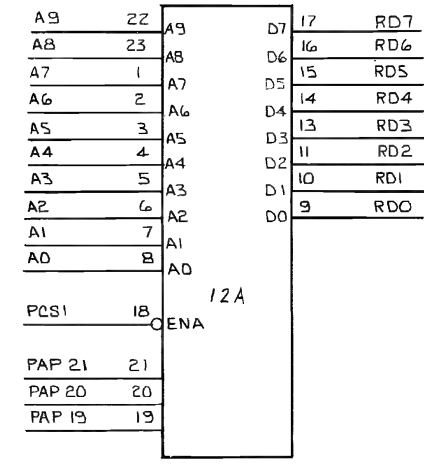 A9 22 A9 D7 17 RD7
A8 23 A8 D6 16 RD6
A7 1 A7 D5 15 RD5
A6 2 A6 D4 14 RD4
A5 3 A5 D3 13 RD3
A4 4 A4 D2 11 RD2
A3 5 A3 D1 10 RD1
A2 6 A2 D0 9 RD0
A1 7 A1
A0 8 A0
12A
PCS1 18 ENA
PAP 21 21
PAP 20 20
PAP 19 19